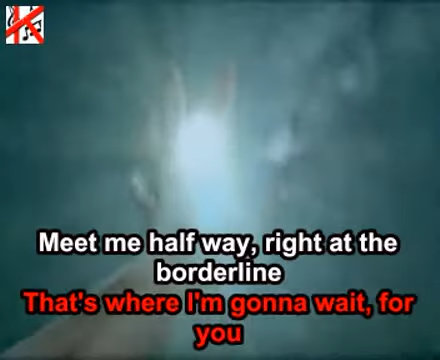 Meet me half way, right at the
borderline
That's where I'm gonna wait, for
you